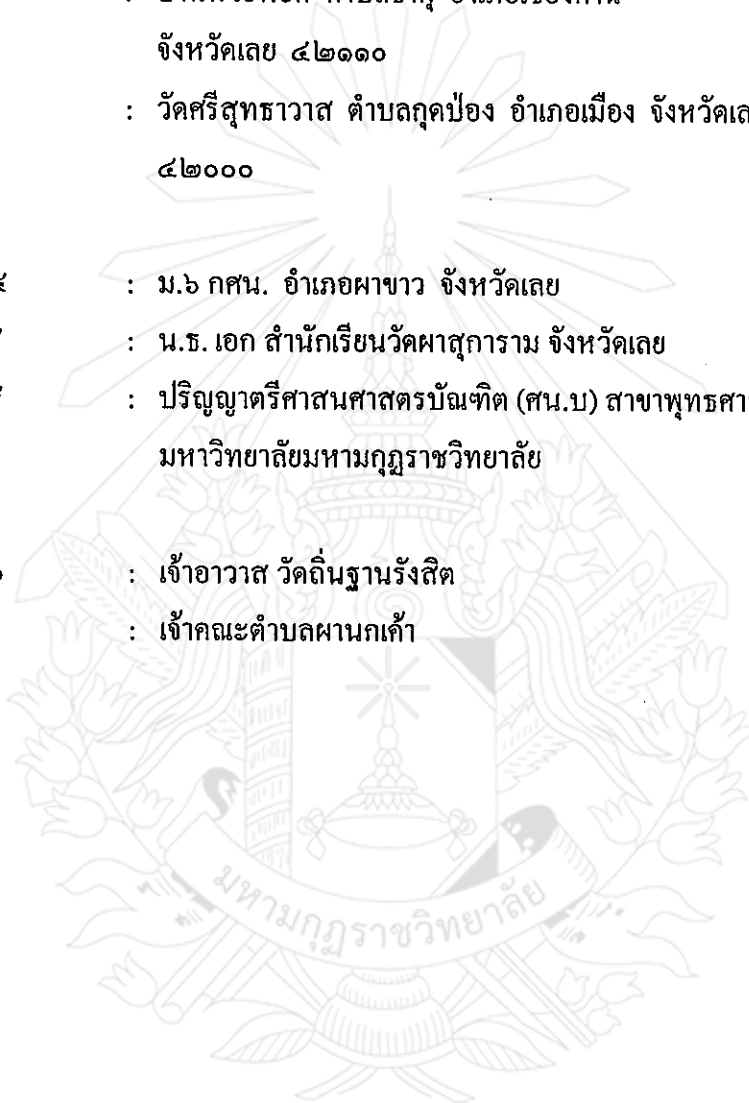 จังหวัดเลย ๔๒๑๑๐
: วัดศรีสุทธาวาส ตำบลกุดป่อง อำเภอเมือง จังหวัดเล
๔๒๐๐๐
: ม.๖ กศน. อำเภอผาขาว จังหวัดเลย
: น.ธ. เอก สำนักเรียนวัดผาสุการาม จังหวัดเลย
: ปริญญาตรีศาสนศาสตรบัณฑิต (ศน.บ) สาขาพุทธศา
มหาวิทยาลัยมหามกุฏราชวิทยาลัย
: เจ้าอาวาส วัดถิ่นฐานรังสิต
: เจ้าคณะตำบลผานกเค้า
มหามกุฏราชวิทยาลัย